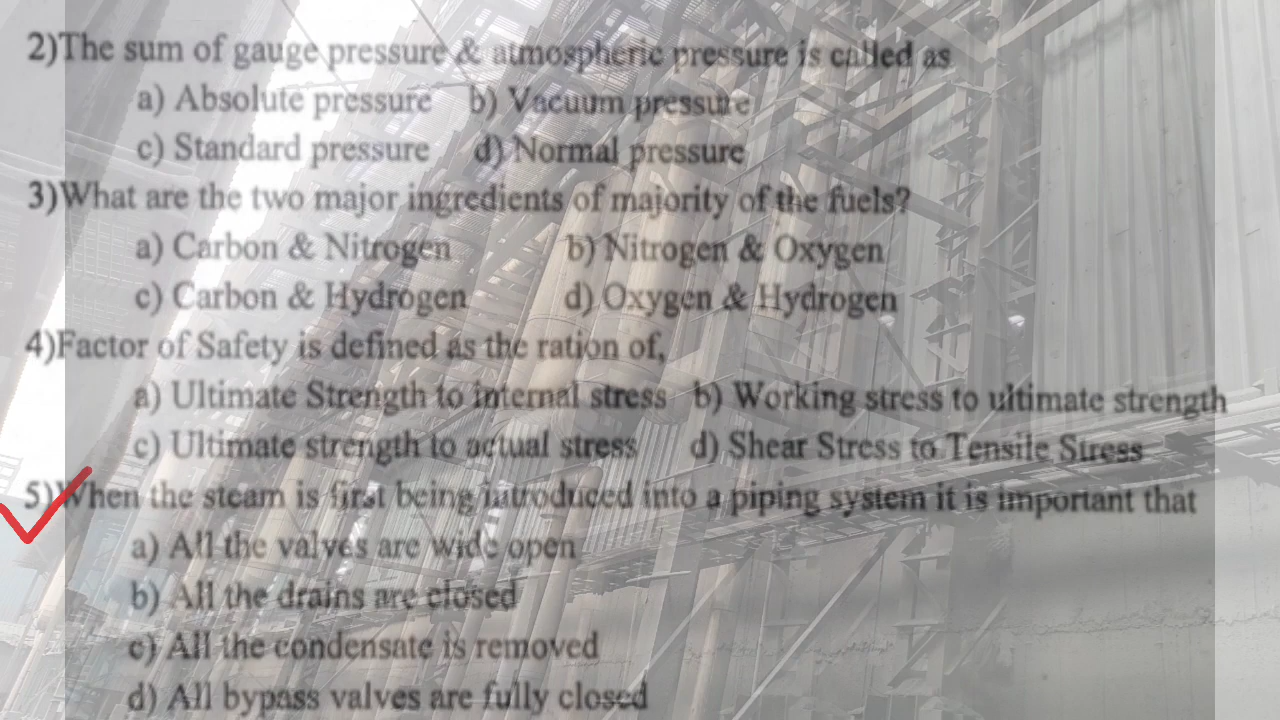 2)The sum of gauge pressure & atmospheric pressure is called as
a) Absolute pressure b) Vacuum pressure
c) Standard pressure d) Normal pressure
3)What are the two major ingredients of majority of the fuels?
a) Carbon & Nitrogen b) Nitrogen & Oxygen
c) Carbon & Hydrogen d) Oxygen & Hydrogen
4)Factor of Safety is defined as the ration of,
a) Ultimate Strength to internal stress b) Working stress to ultimate strength
c) Ultimate strength to actual stress d) Shear Stress to Tensile Stress
5)When the steam is first being introduced into a piping system it is important that
a) All the valves are wide open
b) All the drains are closed
c) All the condensate is removed
d) All bypass valves are fully closed